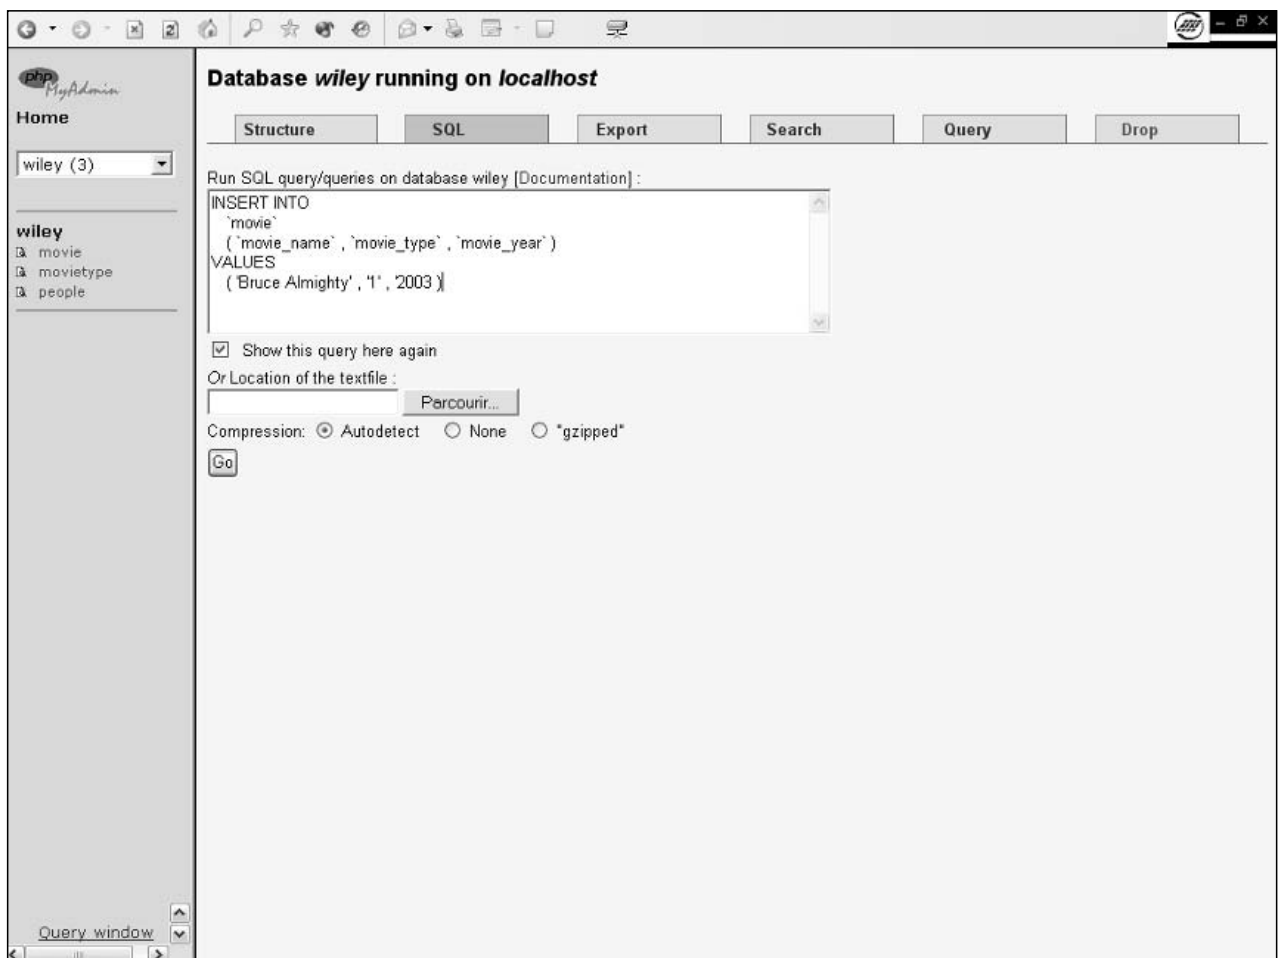 php
MyAdmin
Home
wiley (3)
wiley
movie
movietype
people
Query window
Database wiley running on localhost
Structure SQL Export Search Query Drop
Run SQL query/queries on database wiley [Documentation] :
INSERT INTO
`movie`
( `movie_name` , `movie_type` , `movie_year` )
VALUES
( 'Bruce Almighty' , '1' , '2003 )
Show this query here again
Or Location of the textfile :
Parcourir...
Compression: Autodetect None "gzipped"
Go